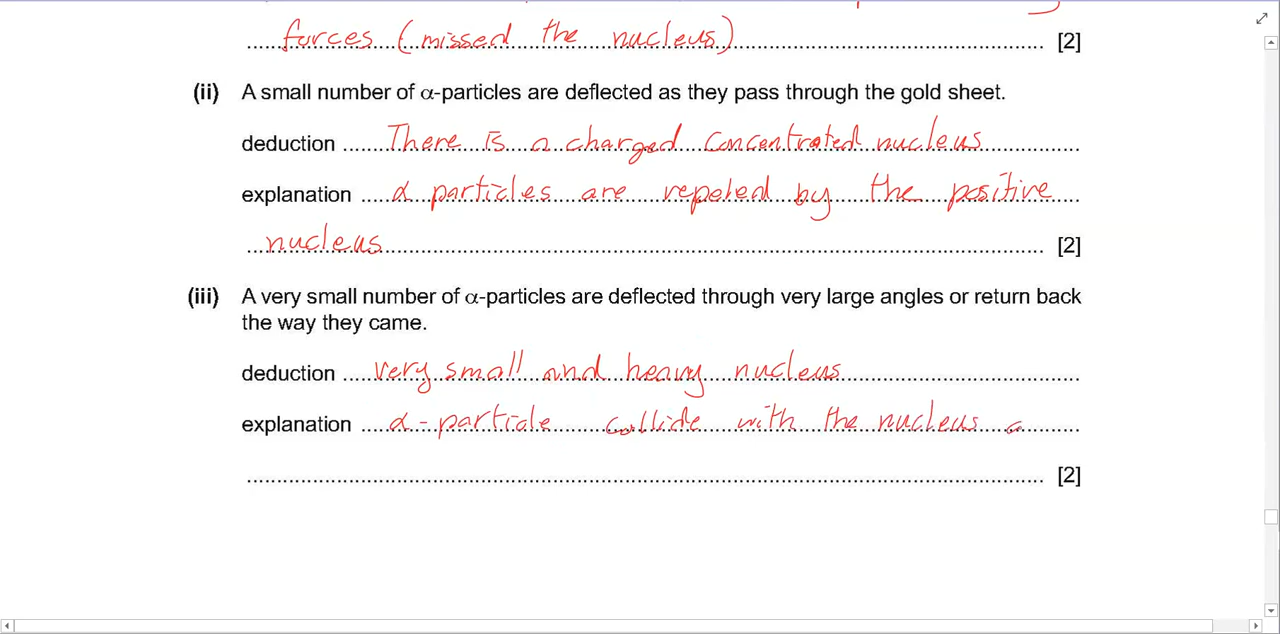 forces (missed the nucleus) [2]
(ii) A small number of α-particles are deflected as they pass through the gold sheet.
deduction There is a charged concentrated nucleus
explanation α particles are repeled by the positive
nucleus [2]
(iii) A very small number of α-particles are deflected through very large angles or return back
the way they came.
deduction very small and heavy nucleus
explanation α-particle collide with the nucleus a
[2]